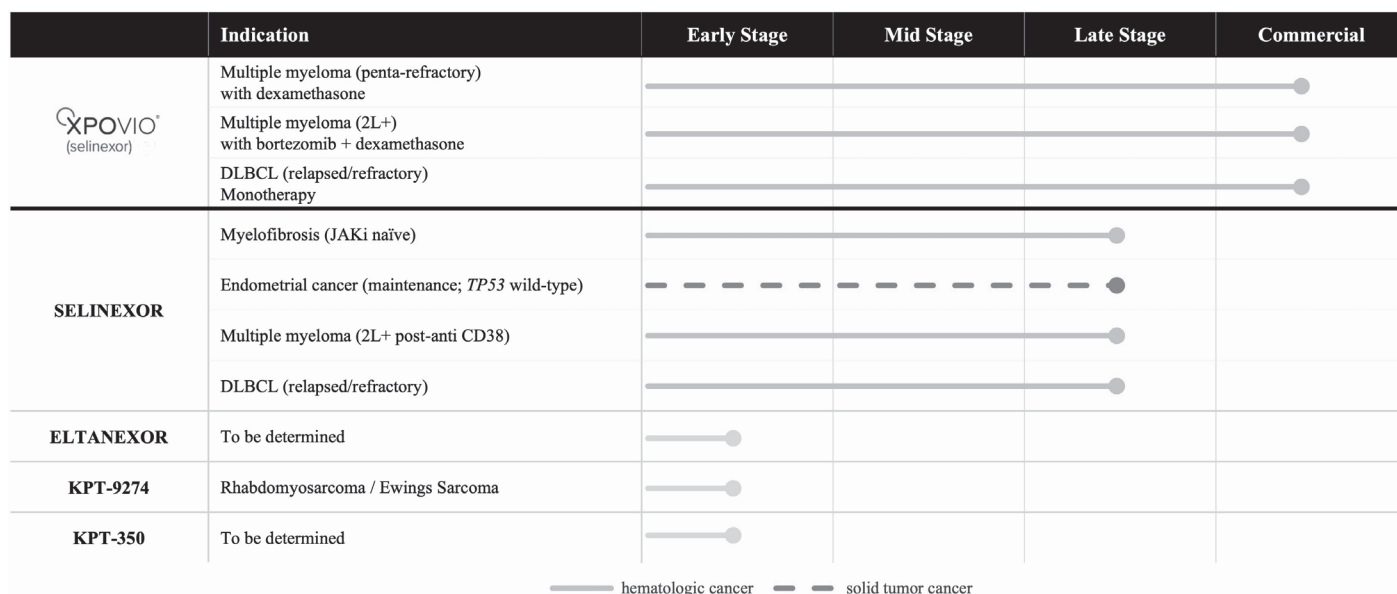 Indication Early Stage Mid Stage Late Stage Commercial
XPOVIO®
(selinexor)
Multiple myeloma (penta-refractory)
with dexamethasone
Multiple myeloma (2L+)
with bortezomib + dexamethasone
DLBCL (relapsed/refractory)
Monotherapy
SELINEXOR
Myelofibrosis (JAKi naïve)
Endometrial cancer (maintenance; TP53 wild-type)
Multiple myeloma (2L+ post-anti CD38)
DLBCL (relapsed/refractory)
ELTANEXOR To be determined
KPT-9274 Rhabdomyosarcoma / Ewings Sarcoma
KPT-350 To be determined
hematologic cancer solid tumor cancer